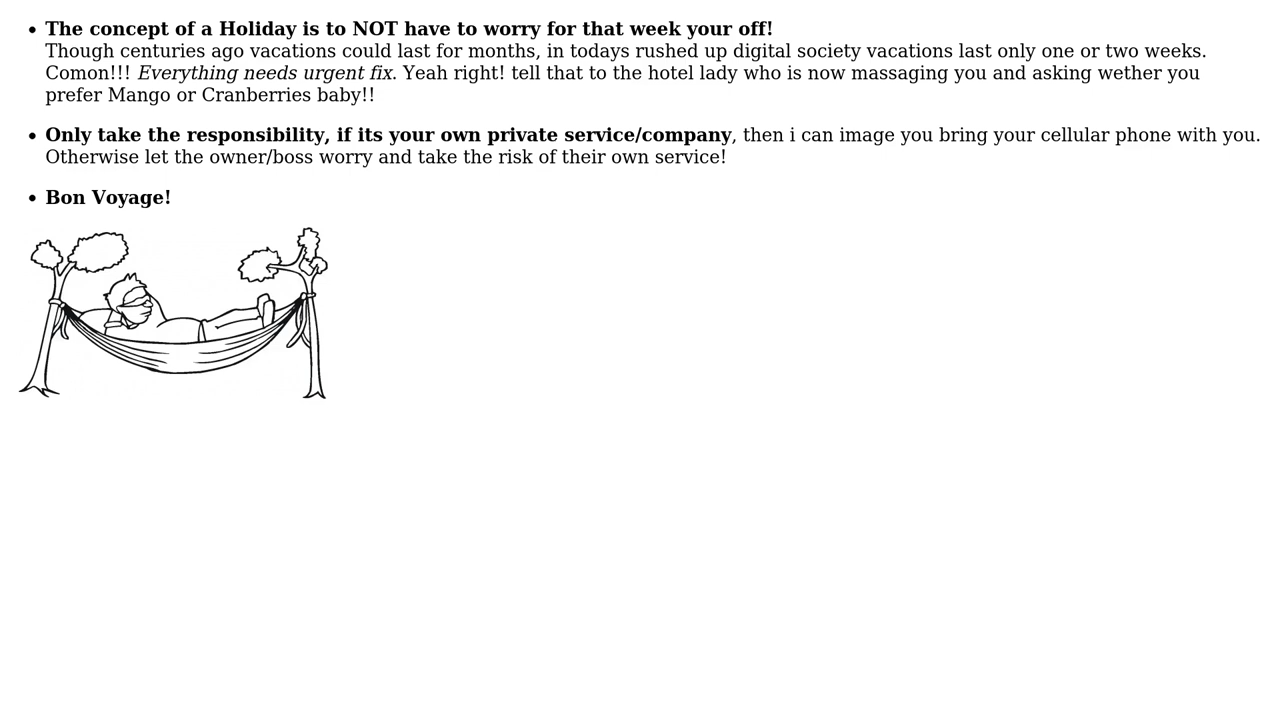 • The concept of a Holiday is to NOT have to worry for that week your off!
Though centuries ago vacations could last for months, in todays rushed up digital society vacations last only one or two weeks.
Comon!!! Everything needs urgent fix. Yeah right! tell that to the hotel lady who is now massaging you and asking wether you
prefer Mango or Cranberries baby!!
• Only take the responsibility, if its your own private service/company, then i can image you bring your cellular phone with you.
Otherwise let the owner/boss worry and take the risk of their own service!
• Bon Voyage!